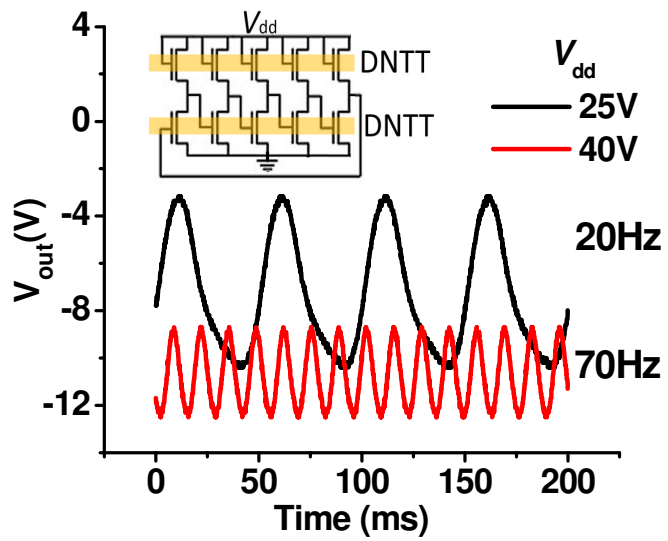 V_dd
DNTT
DNTT
V_dd
25V
40V
20Hz
70Hz
4
0
-4
-8
-12
V_out(V)
0
50
100
150
200
Time (ms)